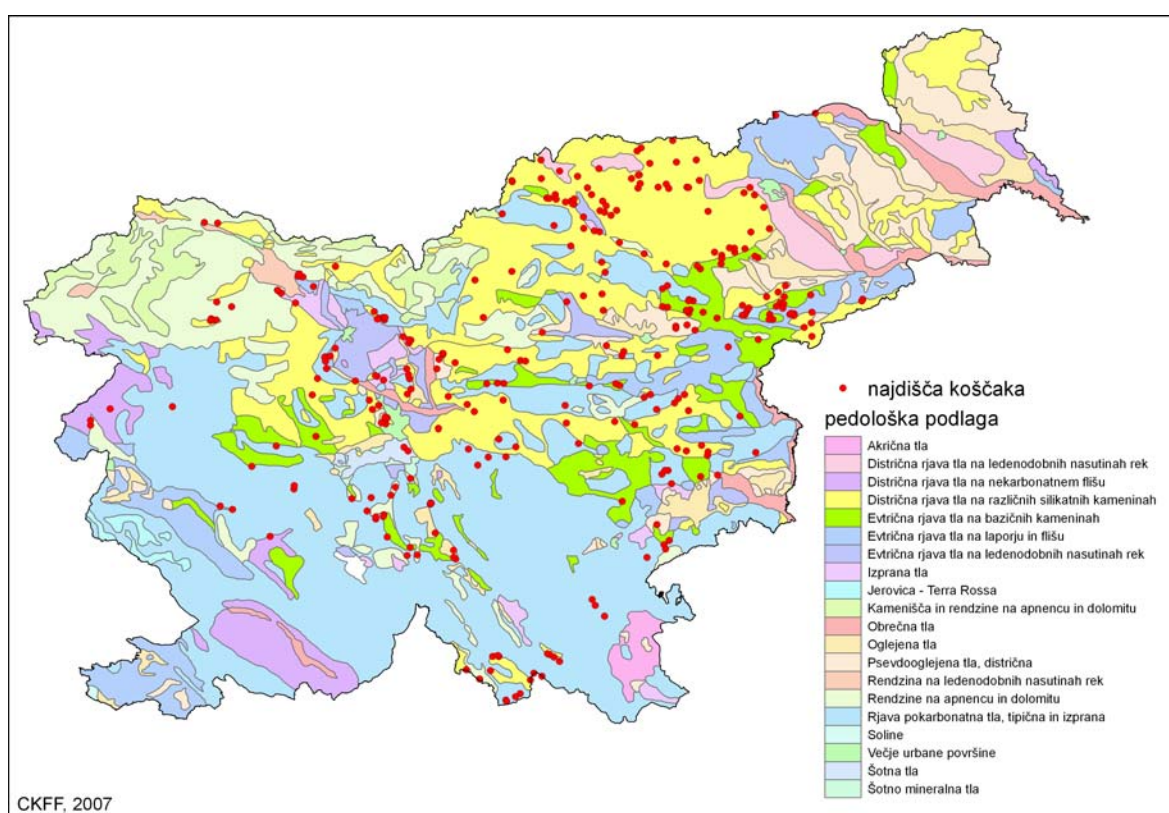 najdišča koščaka
pedološka podlaga
Akrična tla
Distrična rjava tla na ledenodobnih nasutinah rek
Distrična rjava tla na nekarbonatnem flišu
Distrična rjava tla na različnih silikatnih kameninah
Evtrična rjava tla na bazičnih kameninah
Evtrična rjava tla na laporju in flišu
Evtrična rjava tla na ledenodobnih nasutinah rek
Izprana tla
Jerovica - Terra Rossa
Kamenišča in rendzine na apnencu in dolomitu
Obrečna tla
Oglejena tla
Psevdooglejena tla, distrična
Rendzina na ledenodobnih nasutinah rek
Rendzine na apnencu in dolomitu
Rjava pokarbonatna tla, tipična in izprana
Soline
Večje urbane površine
Šotna tla
Šotno mineralna tla
CKFF, 2007